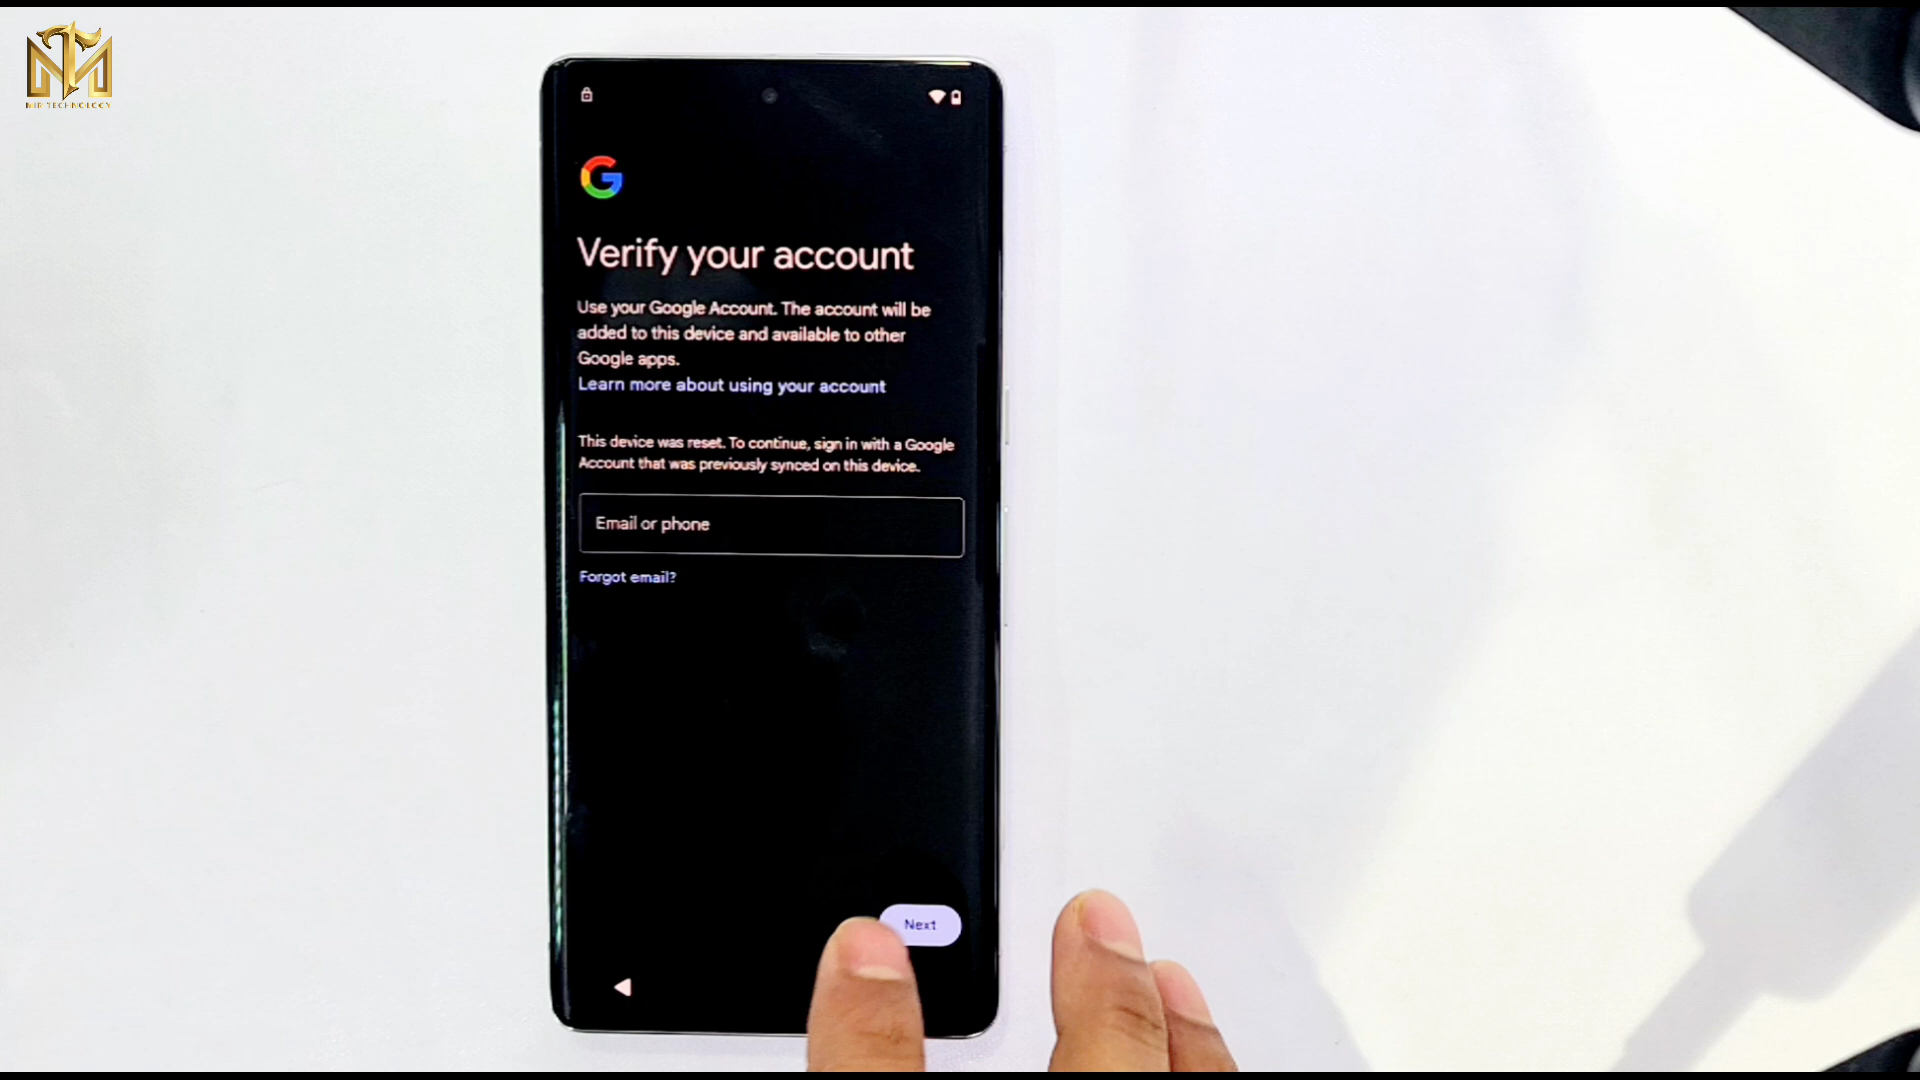 MIR TECHNOLOGY
Verify your account
Use your Google Account. The account will be
added to this device and available to other
Google apps.
Learn more about using your account
This device was reset. To continue, sign in with a Google
Account that was previously synced on this device.
Email or phone
Forgot email?
Next